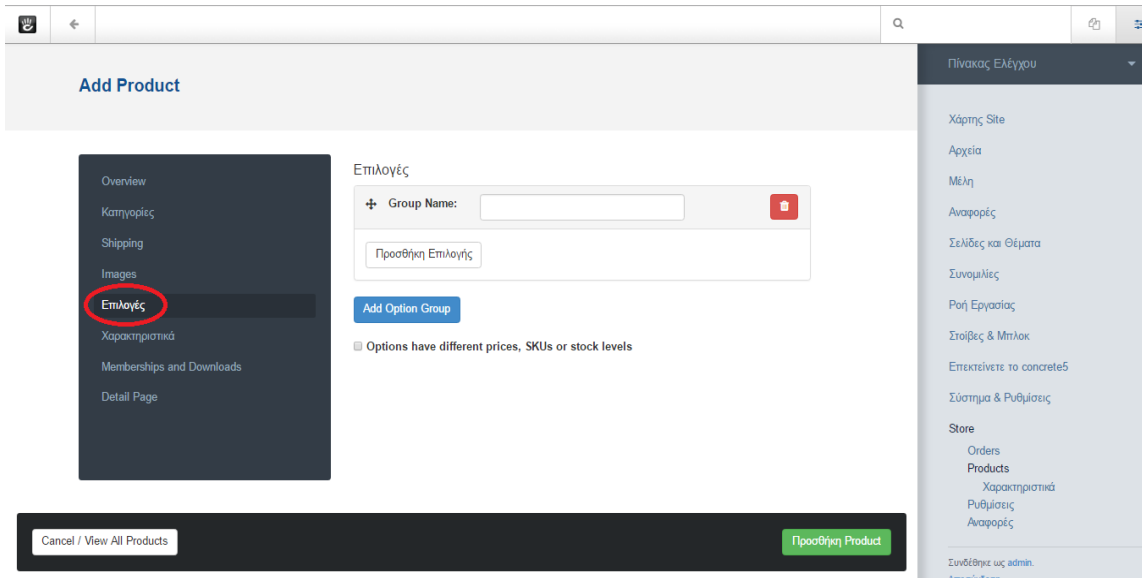 Add Product
Overview
Κατηγορίες
Shipping
Images
Επιλογές
Χαρακτηριστικά
Memberships and Downloads
Detail Page
Επιλογές
Group Name:
Προσθήκη Επιλογής
Add Option Group
Options have different prices, SKUs or stock levels
Cancel / View All Products
Προσθήκη Product
Πίνακας Ελέγχου
Χάρτης Site
Αρχεία
Μέλη
Αναφορές
Σελίδες και Θέματα
Συνομιλίες
Ροή Εργασίας
Στοίβες & Μπλοκ
Επεκτείνετε το concrete5
Σύστημα & Ρυθμίσεις
Store
Orders
Products
Χαρακτηριστικά
Ρυθμίσεις
Αναφορές
Συνδέθηκε ως admin.